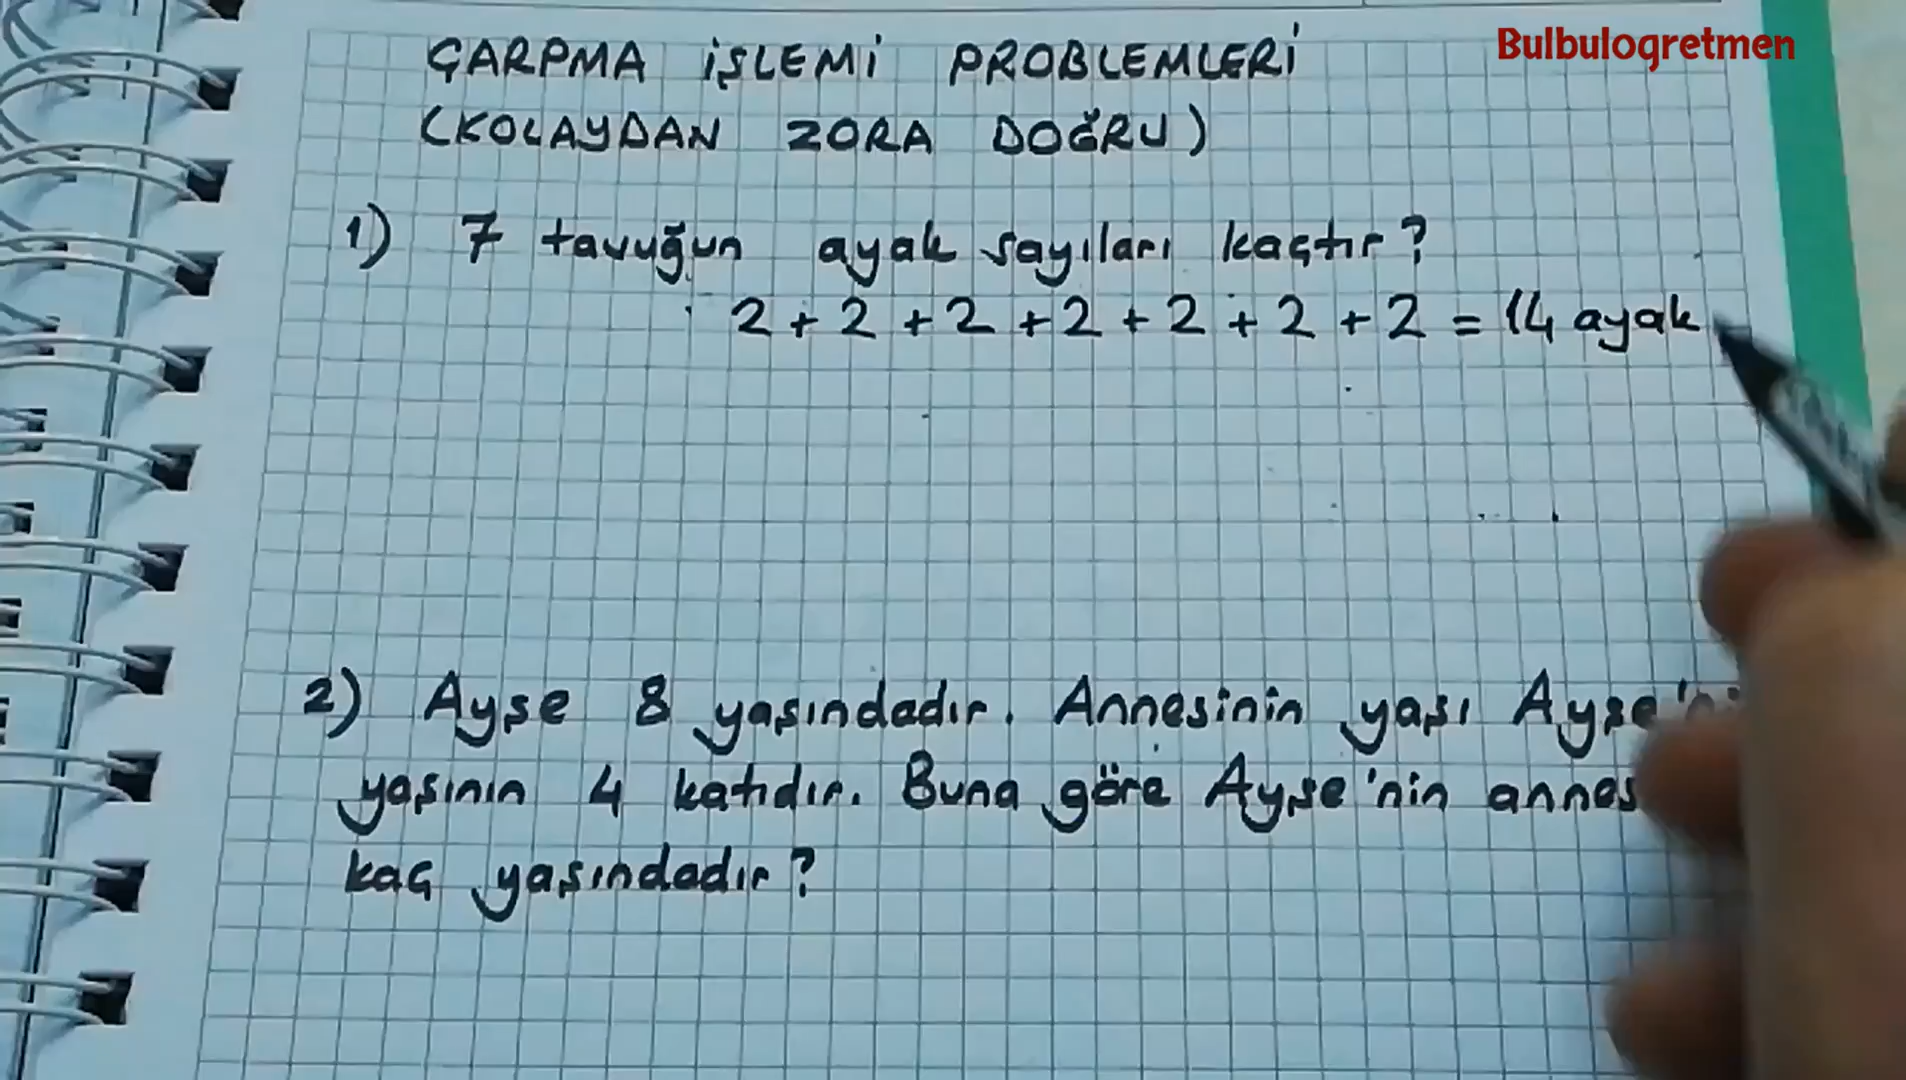 Bulbulogretmen
ÇARPMA İŞLEMİ PROBLEMLERİ
(KOLAYDAN ZORA DOĞRU)
1) 7 tavuğun ayak sayıları kaçtır?
2 + 2 + 2 + 2 + 2 + 2 + 2 = 14 ayak
2) Ayşe 8 yaşındadır. Annesinin yaşı
yaşının 4 katıdır. Buna göre Ayşe'nin
kaç yaşındadır?